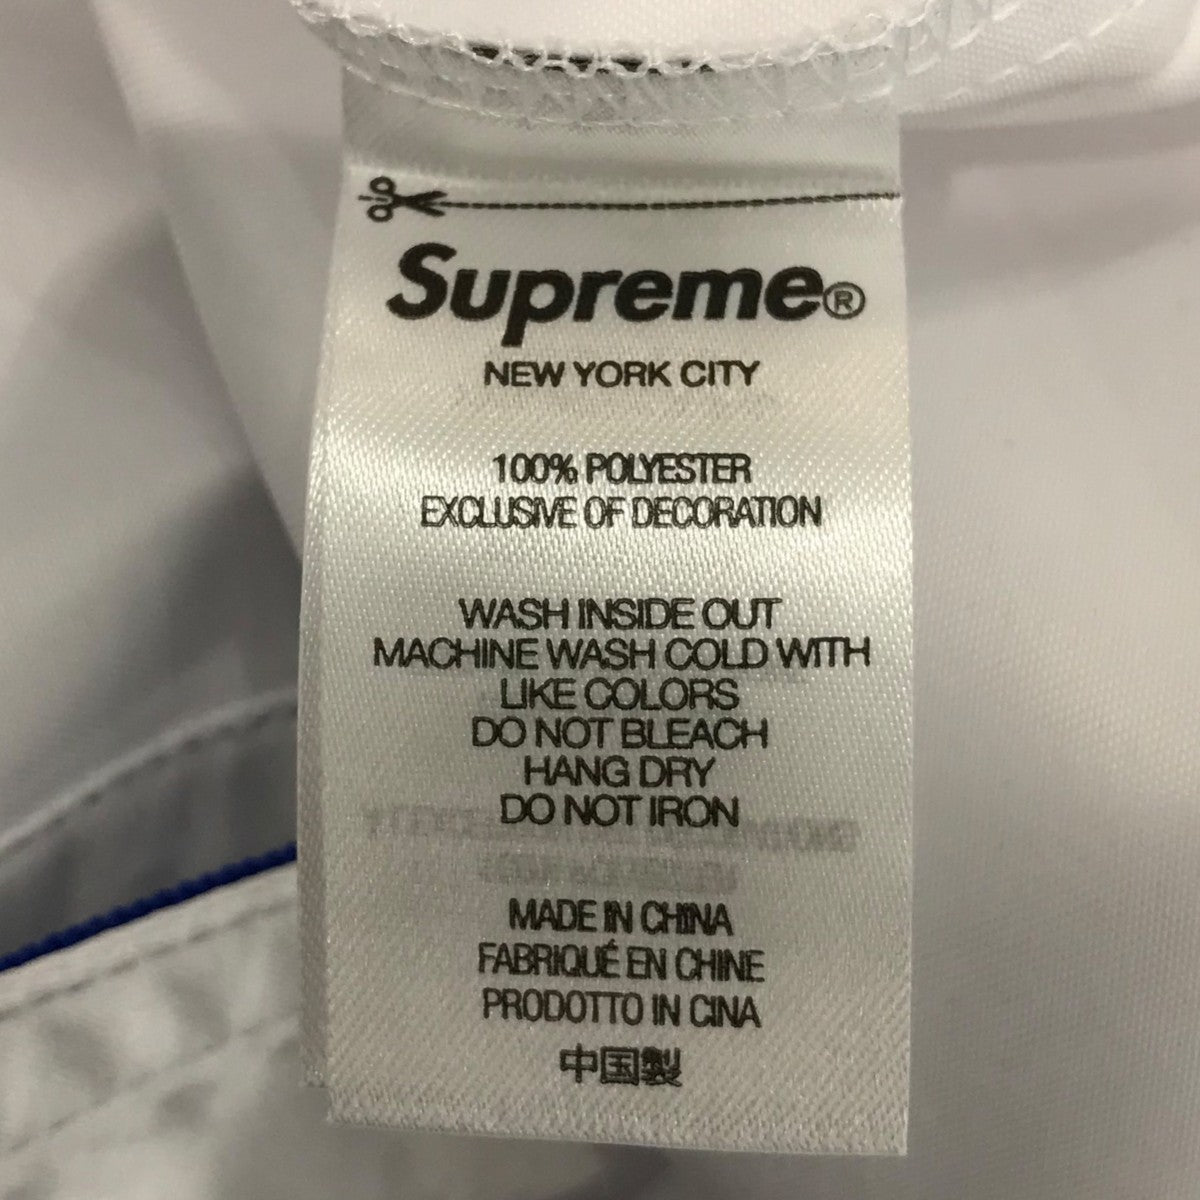 Supreme®
NEW YORK CITY
100% POLYESTER
EXCLUSIVE OF DECORATION
WASH INSIDE OUT
MACHINE WASH COLD WITH
LIKE COLORS
DO NOT BLEACH
HANG DRY
DO NOT IRON
MADE IN CHINA
FABRIQUÉ EN CHINE
PRODOTTO IN CINA
中国製